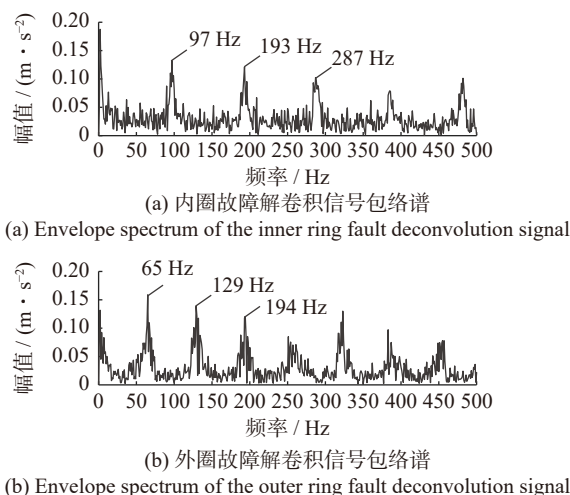 0.20
97 Hz
193 Hz
0.15
287 Hz
0.10
0.05
幅值 / (m · s⁻²)
0 50 100 150 200 250 300 350 400 450 500
频率 / Hz
(a) 内圈故障解卷积信号包络谱
(a) Envelope spectrum of the inner ring fault deconvolution signal
0.20
65 Hz
129 Hz
0.15
194 Hz
0.10
0.05
幅值 / (m · s⁻²)
0
0 50 100 150 200 250 300 350 400 450 500
频率 / Hz
(b) 外圈故障解卷积信号包络谱
(b) Envelope spectrum of the outer ring fault deconvolution signal